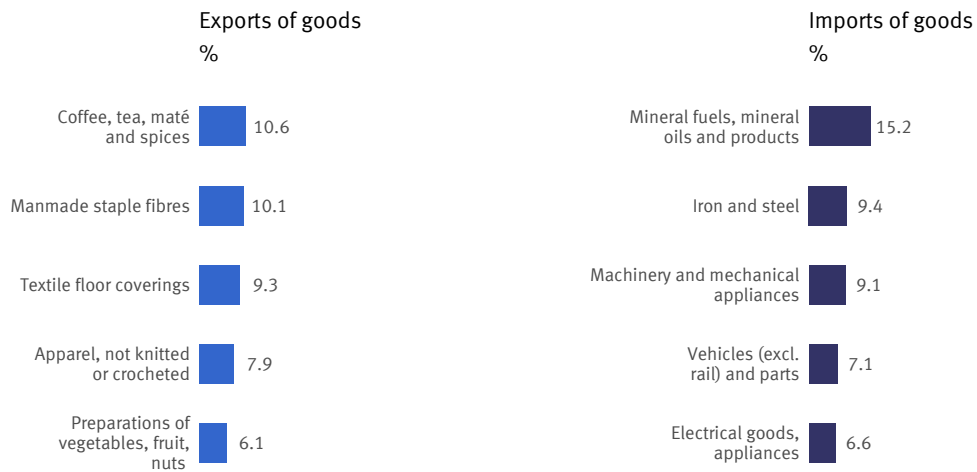 Exports of goods
%
Coffee, tea, maté
and spices
10.6
Manmade staple fibres
10.1
Textile floor coverings
9.3
Apparel, not knitted
or crocheted
7.9
Preparations of
vegetables, fruit,
nuts
6.1
Imports of goods
%
Mineral fuels, mineral
oils and products
15.2
Iron and steel
9.4
Machinery and mechanical
appliances
9.1
Vehicles (excl.
rail) and parts
7.1
Electrical goods,
appliances
6.6